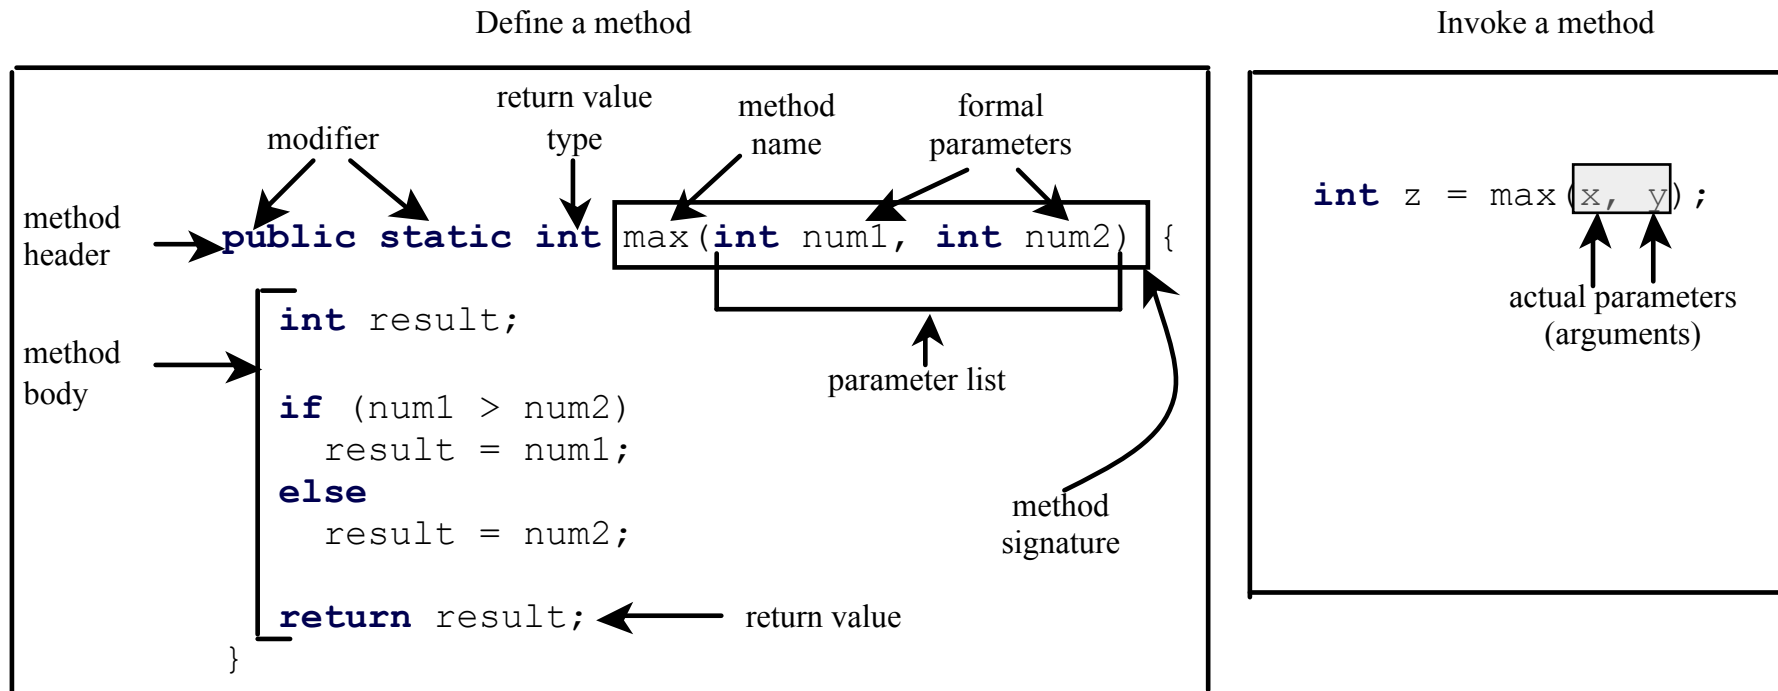 Define a method
Invoke a method
return value
type
method
name
formal
parameters
modifier
method
header
public static int max(int num1, int num2) {
int result;
method
body
parameter list
if (num1 > num2)
result = num1;
else
result = num2;
method
signature
return result;
return value
}
int z = max(x, y);
actual parameters
(arguments)